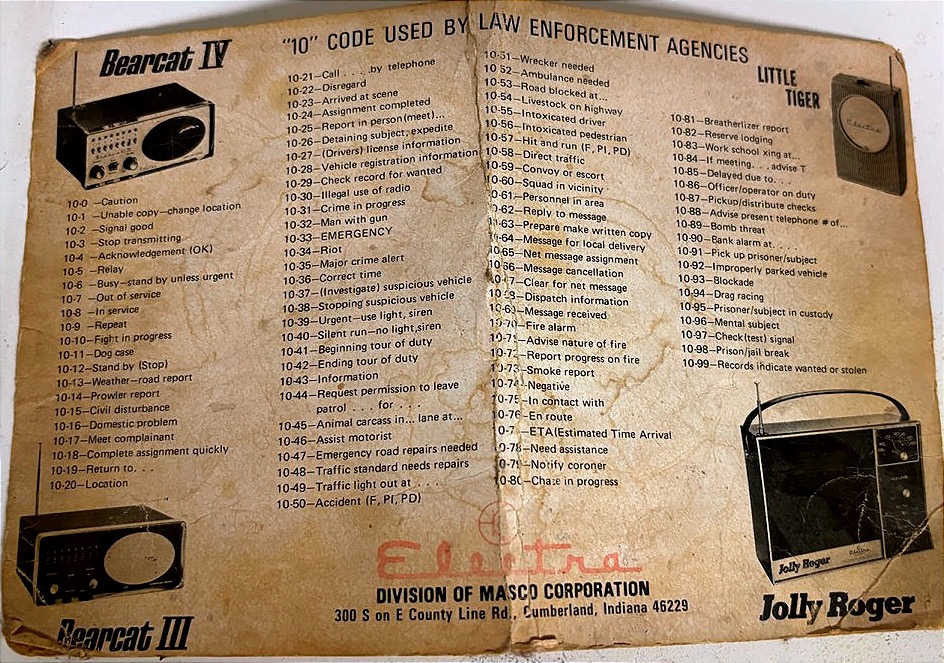 Bearcat IV
"10" CODE USED BY LAW ENFORCEMENT AGENCIES
LITTLE
TIGER
Electra
10-0 —Caution
10-1 —Unable copy—change location
10-2 —Signal good
10-3 —Stop transmitting
10-4 —Acknowledgement (OK)
10-5 —Relay
10-6 —Busy—stand by unless urgent
10-7 —Out of service
10-8 —In service
10-9 —Repeat
10-10—Fight in progress
10-11—Dog case
10-12—Stand by (Stop)
10-13—Weather—road report
10-14—Prowler report
10-15—Civil disturbance
10-16—Domestic problem
10-17—Meet complainant
10-18—Complete assignment quickly
10-19—Return to. . .
10-20—Location
10-21—Call . . . .by telephone
10-22—Disregard
10-23—Arrived at scene
10-24—Assignment completed
10-25—Report in person(meet)...
10-26—Detaining subject, expedite
10-27—(Drivers) license information
10-28—Vehicle registration information
10-29—Check record for wanted
10-30—Illegal use of radio
10-31—Crime in progress
10-32—Man with gun
10-33—EMERGENCY
10-34—Riot
10-35—Major crime alert
10-36—Correct time
10-37—(Investigate) suspicious vehicle
10-38—Stopping suspicious vehicle
10-39—Urgent—use light, siren
10-40—Silent run—no light,siren
10-41—Beginning tour of duty
10-42—Ending tour of duty
10-43—Information
10-44—Request permission to leave
patrol . . . for . . .
10-45—Animal carcass in... lane at...
10-46—Assist motorist
10-47—Emergency road repairs needed
10-48—Traffic standard needs repairs
10-49—Traffic light out at . . . .
10-50—Accident (F, PI, PD)
10-51—Wrecker needed
10-52—Ambulance needed
10-53—Road blocked at...
10-54—Livestock on highway
10-55—Intoxicated driver
10-56—Intoxicated pedestrian
10-57—Hit and run (F, PI, PD)
10-58—Direct traffic
10-59—Convoy or escort
10-60—Squad in vicinity
10-61—Personnel in area
10-62—Reply to message
10-63—Prepare make written copy
10-64—Message for local delivery
10-65—Net message assignment
10-66—Message cancellation
10-67—Clear for net message
10-68—Dispatch information
10-69—Message received
10-70—Fire alarm
10-71—Advise nature of fire
10-72—Report progress on fire
10-73—Smoke report
10-74—Negative
10-75—In contact with
10-76—En route
10-77—ETA(Estimated Time Arrival
10-78—Need assistance
10-79—Notify coroner
10-80—Chase in progress
10-81—Breatherlizer report
10-82—Reserve lodging
10-83—Work school xing at...
10-84—If meeting. . . advise T
10-85—Delayed due to. . .
10-86—Officer/operator on duty
10-87—Pickup/distribute checks
10-88—Advise present telephone # of...
10-89—Bomb threat
10-90—Bank alarm at. . . .
10-91—Pick up prisoner/subject
10-92—Improperly parked vehicle
10-93—Blockade
10-94—Drag racing
10-95—Prisoner/subject in custody
10-96—Mental subject
10-97—Check(test) signal
10-98—Prison/jail break
10-99—Records indicate wanted or stolen
Bearcat III
Electra
DIVISION OF MASCO CORPORATION
300 S on E County Line Rd., Cumberland, Indiana 46229
Jolly Roger
Jolly Roger